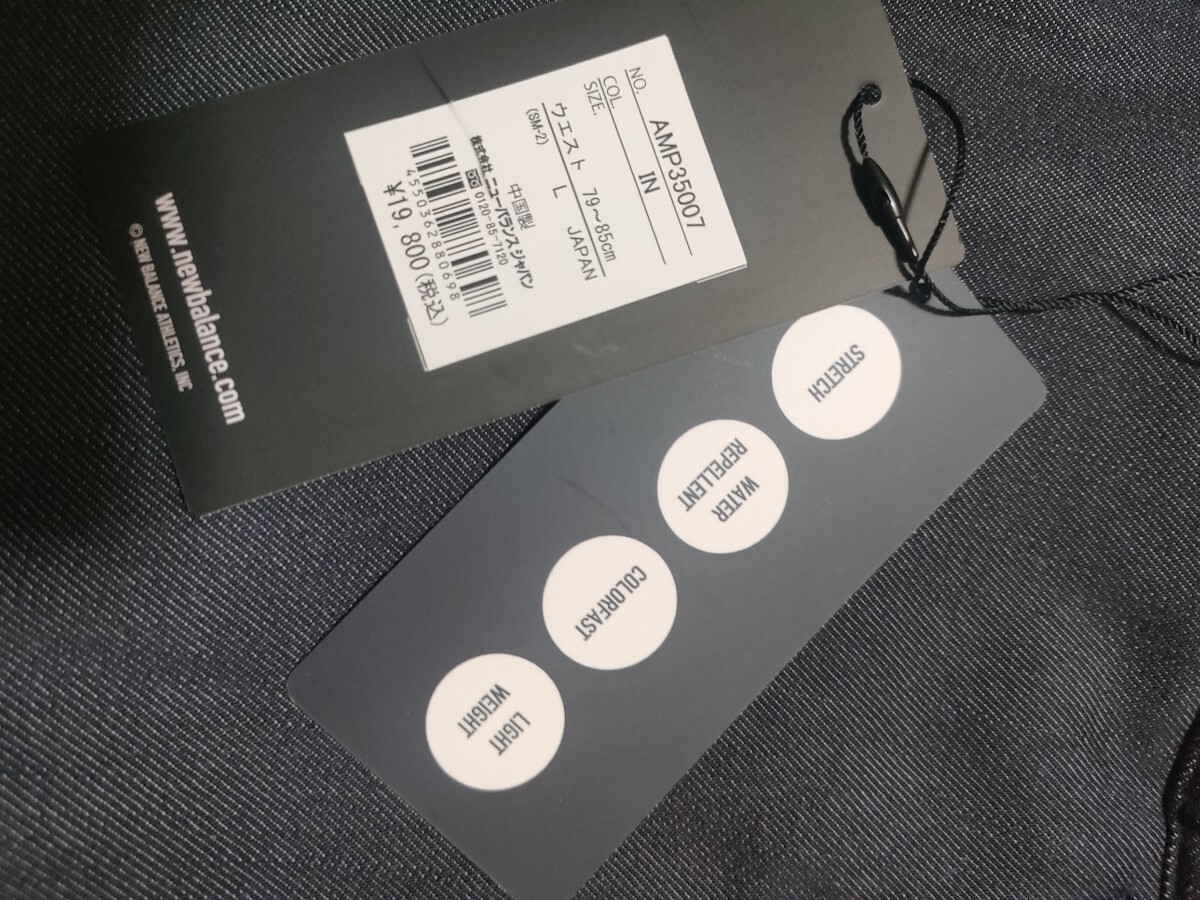 NO. AMP35007
COL. IN
SIZE.
ウエスト 79~85cm
(SM-2) L JAPAN
中国製
株式会社 ニューバランス ジャパン
0120-85-7120
4550362880698
¥19,800(税込)
www.newbalance.com
© NEW BALANCE ATHLETICS, INC
STRETCH
WATER
REPELLENT
COLORFAST
LIGHT
WEIGHT